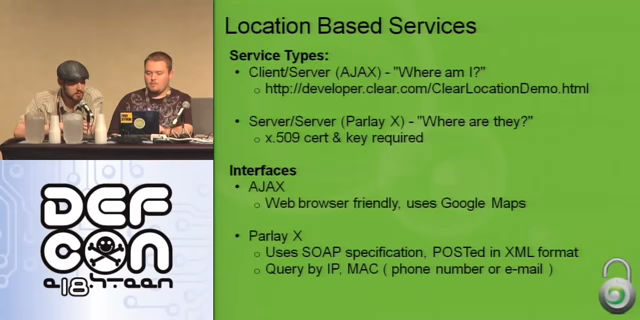 Location Based Services
Service Types:
• Client/Server (AJAX) - "Where am I?"
o http://developer.clear.com/ClearLocationDemo.html
• Server/Server (Parlay X) - "Where are they?"
o x.509 cert & key required
Interfaces
• AJAX
o Web browser friendly, uses Google Maps
• Parlay X
o Uses SOAP specification, POSTed in XML format
o Query by IP, MAC ( phone number or e-mail )
DEF
CON
e-18-teen